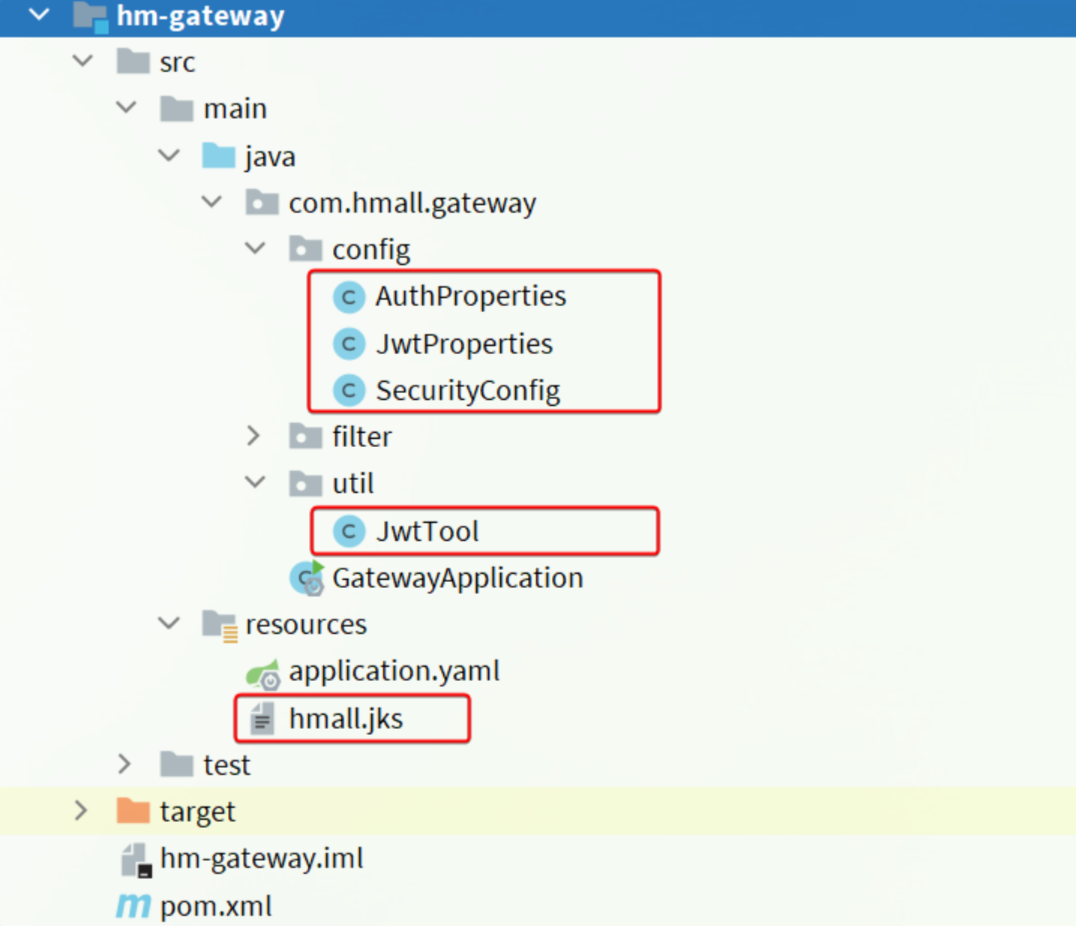 hm-gateway
src
main
java
com.hmall.gateway
config
AuthProperties
JwtProperties
SecurityConfig
filter
util
JwtTool
GatewayApplication
resources
application.yaml
hmall.jks
test
target
hm-gateway.iml
pom.xml